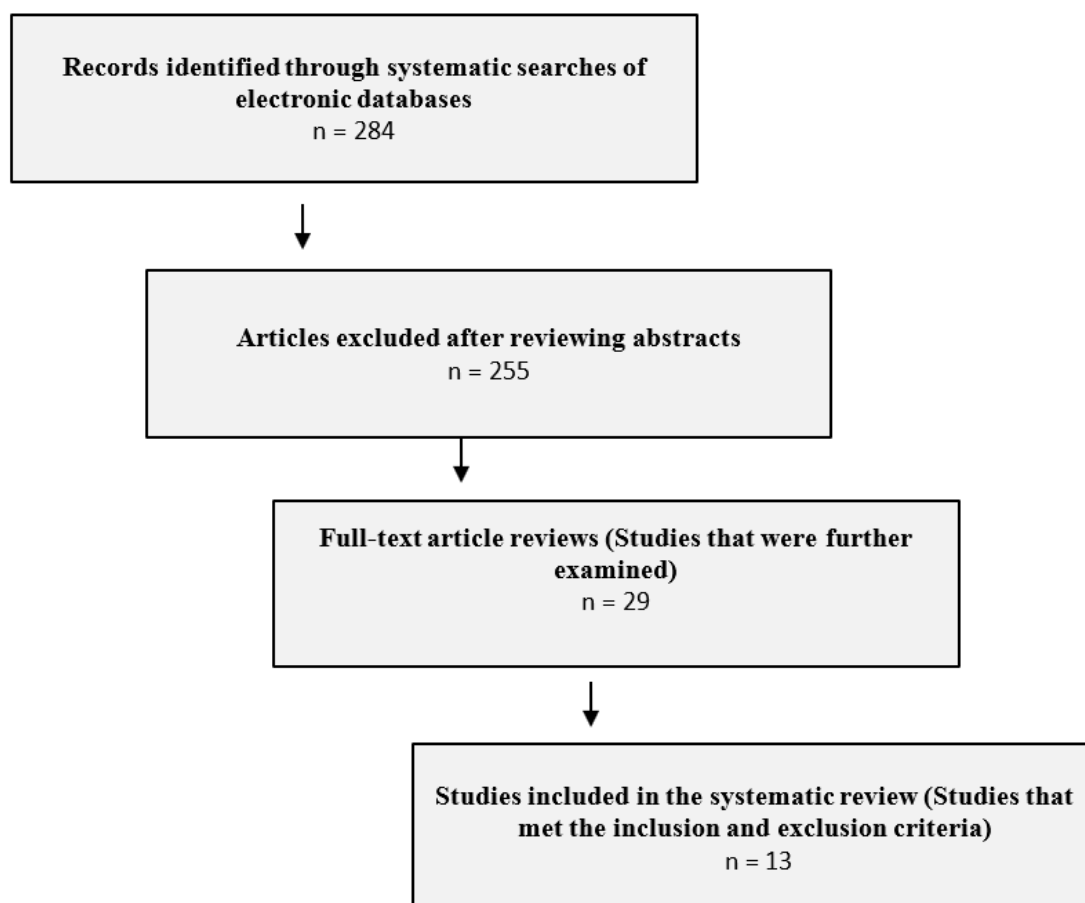 Records identified through systematic searches of
electronic databases
n = 284
Articles excluded after reviewing abstracts
n = 255
Full-text article reviews (Studies that were further
examined)
n = 29
Studies included in the systematic review (Studies that
met the inclusion and exclusion criteria)
n = 13